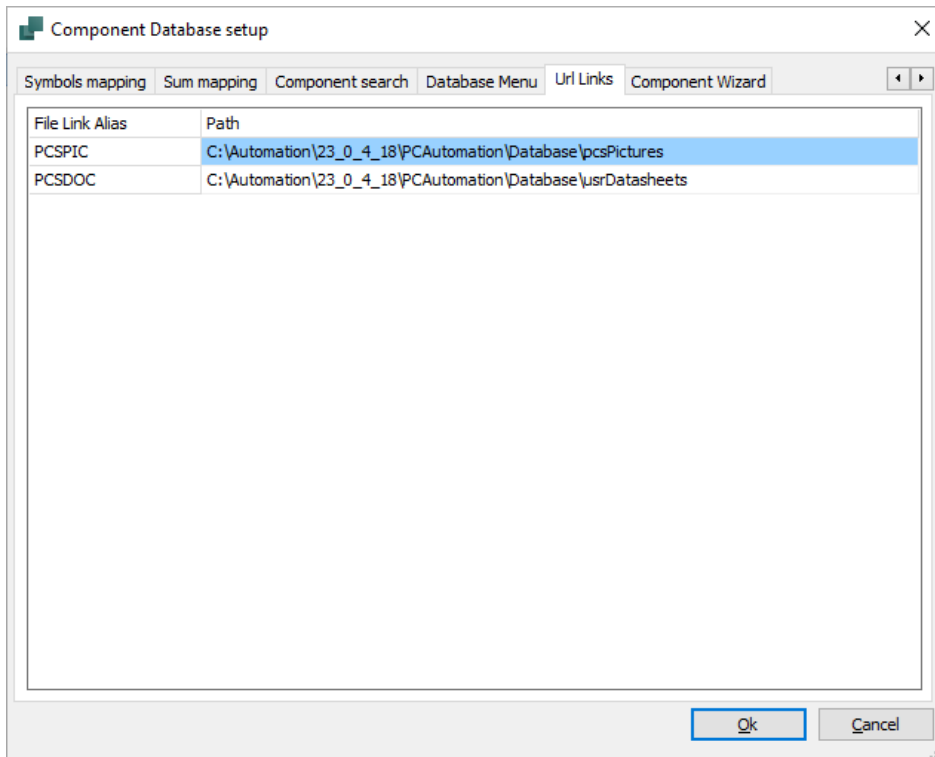 Component Database setup
Symbols mapping Sum mapping Component search Database Menu Url Links Component Wizard
File Link Alias Path
PCSPIC C:\Automation\23_0_4_18\PCAutomation\Database\pcsPictures
PCSDOC C:\Automation\23_0_4_18\PCAutomation\Database\usrDatasheets
Ok Cancel